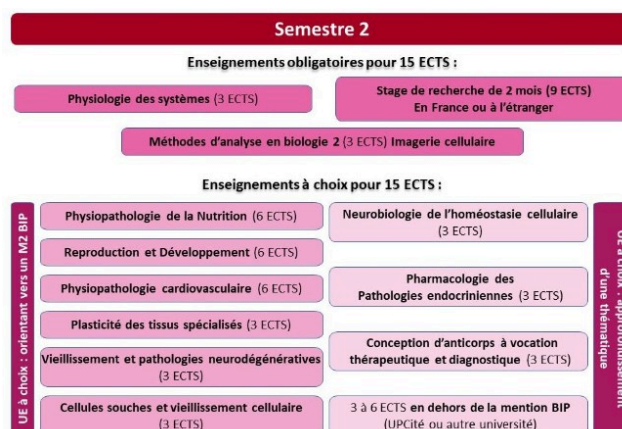 Semestre 2
Enseignements obligatoires pour 15 ECTS :
Physiologie des systèmes (3 ECTS)
Stage de recherche de 2 mois (9 ECTS)
En France ou à l'étranger
Méthodes d'analyse en biologie 2 (3 ECTS) Imagerie cellulaire
Enseignements à choix pour 15 ECTS :
UE à choix : orientant vers un M2 BIP
Physiopathologie de la Nutrition (6 ECTS)
Reproduction et Développement (6 ECTS)
Physiopathologie cardiovasculaire (6 ECTS)
Plasticité des tissus spécialisés (3 ECTS)
Vieillissement et pathologies neurodégénératives
(3 ECTS)
Cellules souches et vieillissement cellulaire
(3 ECTS)
Neurobiologie de l'homéostasie cellulaire
(3 ECTS)
Pharmacologie des
Pathologies endocriniennes (3 ECTS)
Conception d'anticorps à vocation
thérapeutique et diagnostique (3 ECTS)
3 à 6 ECTS en dehors de la mention BIP
(UPCité ou autre université)
UE à choix : approfondissement
d'une thématique